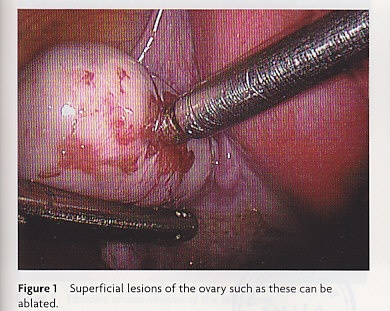 Figure 1 Superficial lesions of the ovary such as these can be
ablated.